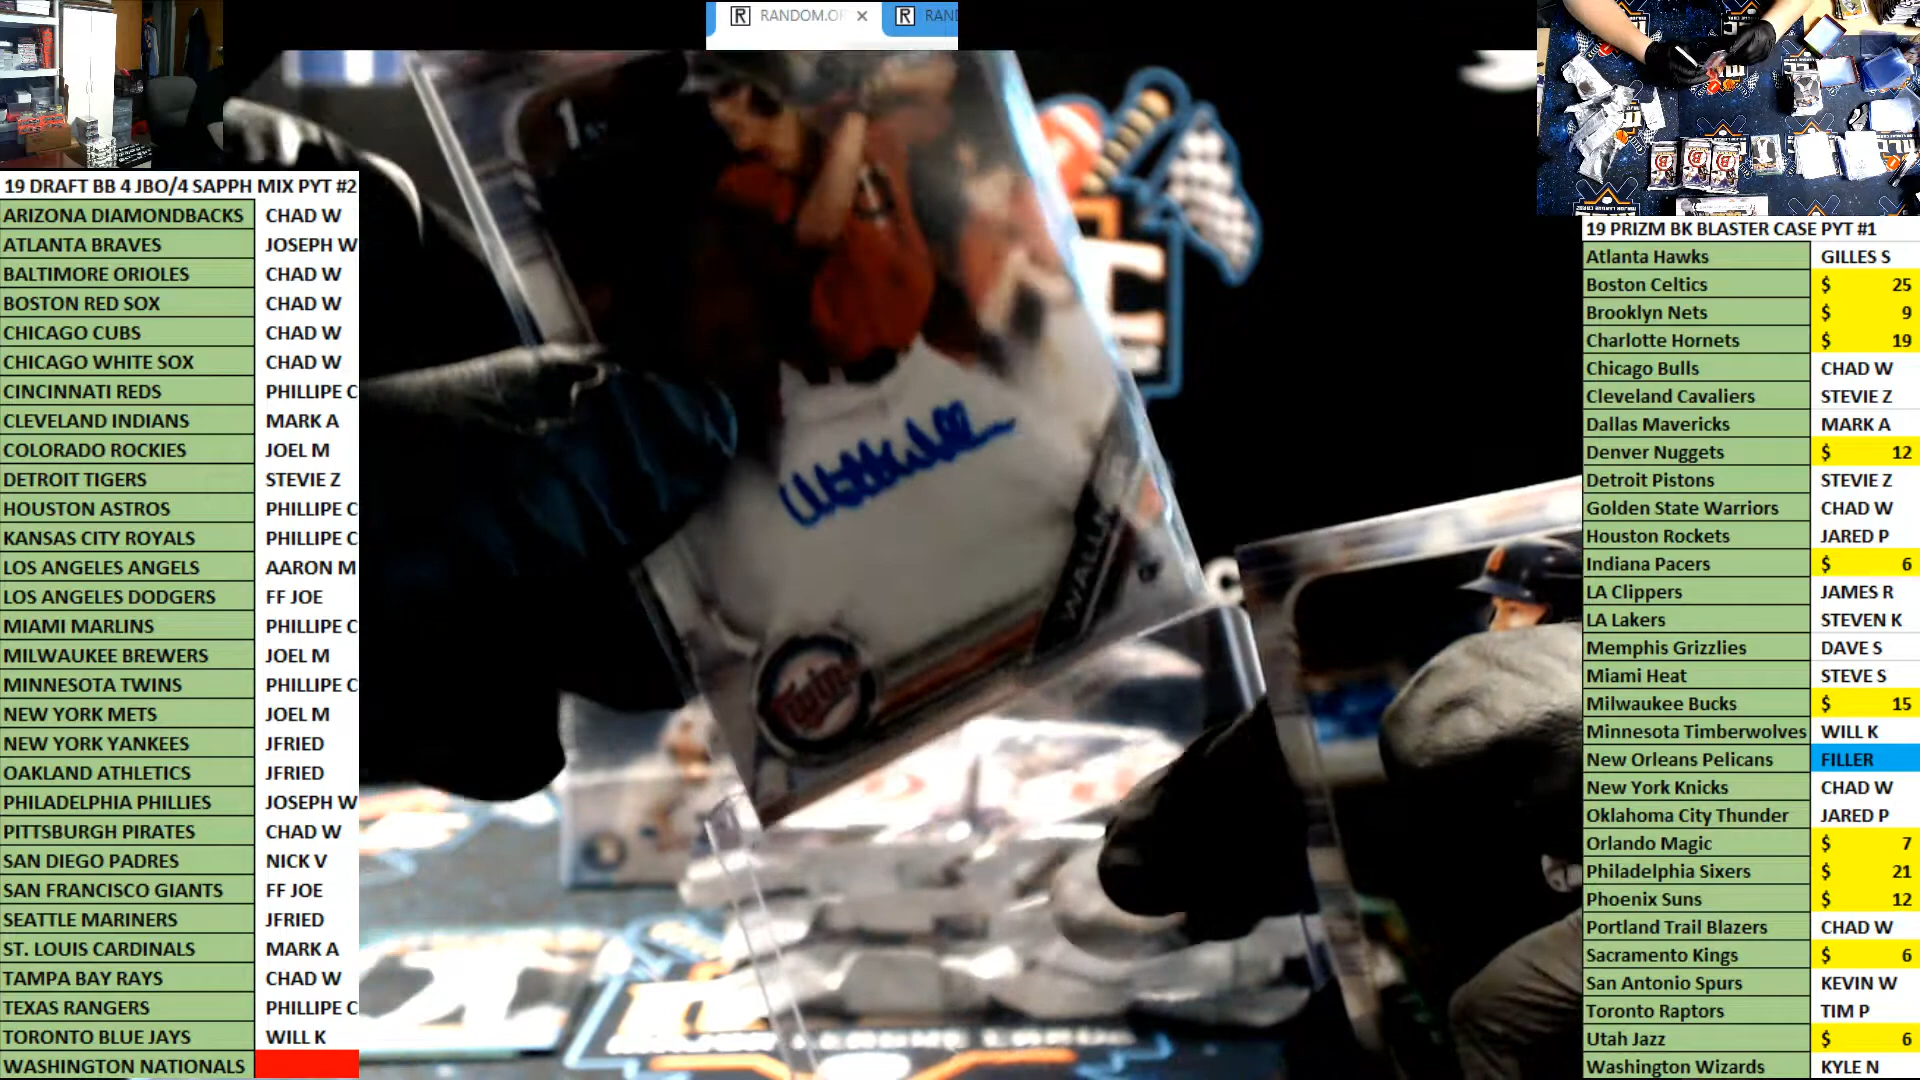 RANDOM.OR
RAND
19 DRAFT BB 4 JBO/4 SAPPH MIX PYT #2
ARIZONA DIAMONDBACKS CHAD W
ATLANTA BRAVES JOSEPH W
BALTIMORE ORIOLES CHAD W
BOSTON RED SOX CHAD W
CHICAGO CUBS CHAD W
CHICAGO WHITE SOX CHAD W
CINCINNATI REDS PHILLIPE C
CLEVELAND INDIANS MARK A
COLORADO ROCKIES JOEL M
DETROIT TIGERS STEVIE Z
HOUSTON ASTROS PHILLIPE C
KANSAS CITY ROYALS PHILLIPE C
LOS ANGELES ANGELS AARON M
LOS ANGELES DODGERS FF JOE
MIAMI MARLINS PHILLIPE C
MILWAUKEE BREWERS JOEL M
MINNESOTA TWINS PHILLIPE C
NEW YORK METS JOEL M
NEW YORK YANKEES JFRIED
OAKLAND ATHLETICS JFRIED
PHILADELPHIA PHILLIES JOSEPH W
PITTSBURGH PIRATES CHAD W
SAN DIEGO PADRES NICK V
SAN FRANCISCO GIANTS FF JOE
SEATTLE MARINERS JFRIED
ST. LOUIS CARDINALS MARK A
TAMPA BAY RAYS CHAD W
TEXAS RANGERS PHILLIPE C
TORONTO BLUE JAYS WILL K
WASHINGTON NATIONALS
1ST
WALLN
Twins
19 PRIZM BK BLASTER CASE PYT #1
Atlanta Hawks GILLES S
Boston Celtics $ 25
Brooklyn Nets $ 9
Charlotte Hornets $ 19
Chicago Bulls CHAD W
Cleveland Cavaliers STEVIE Z
Dallas Mavericks MARK A
Denver Nuggets $ 12
Detroit Pistons STEVIE Z
Golden State Warriors CHAD W
Houston Rockets JARED P
Indiana Pacers $ 6
LA Clippers JAMES R
LA Lakers STEVEN K
Memphis Grizzlies DAVE S
Miami Heat STEVE S
Milwaukee Bucks $ 15
Minnesota Timberwolves WILL K
New Orleans Pelicans FILLER
New York Knicks CHAD W
Oklahoma City Thunder JARED P
Orlando Magic $ 7
Philadelphia Sixers $ 21
Phoenix Suns $ 12
Portland Trail Blazers CHAD W
Sacramento Kings $ 6
San Antonio Spurs KEVIN W
Toronto Raptors TIM P
Utah Jazz $ 6
Washington Wizards KYLE N